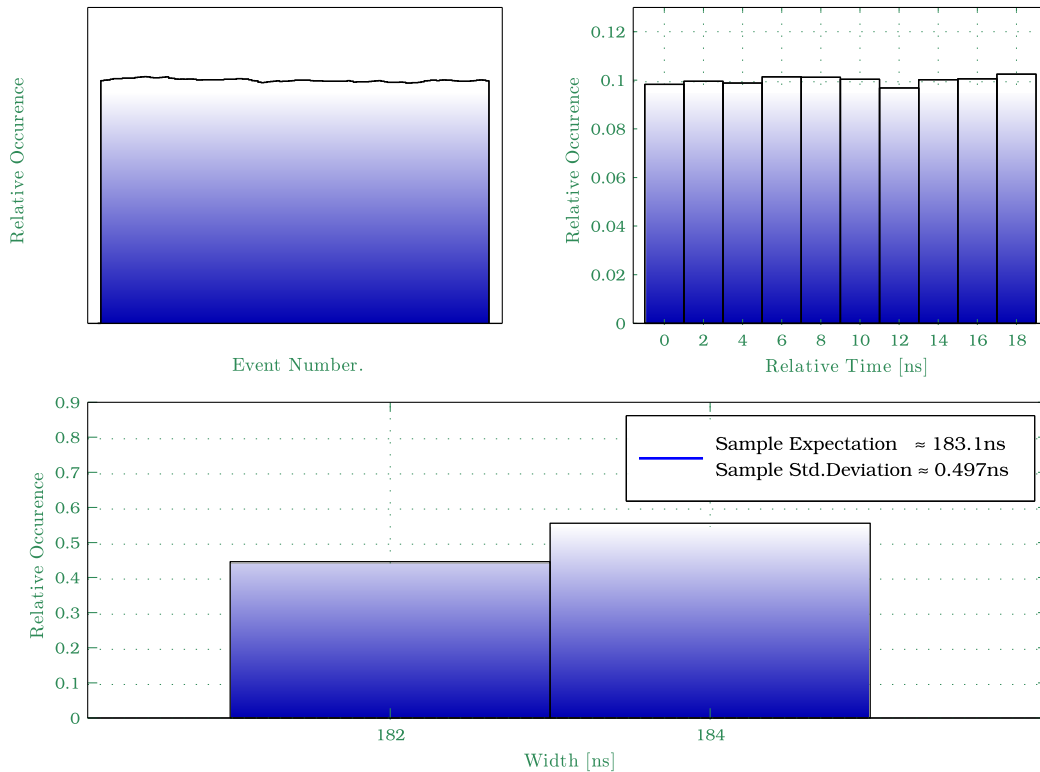 Relative Occurence
Event Number.
Relative Occurence
0.12
0.1
0.08
0.06
0.04
0.02
0
0 2 4 6 8 10 12 14 16 18
Relative Time [ns]
Relative Occurence
0.9
0.8
0.7
0.6
0.5
0.4
0.3
0.2
0.1
0
Sample Expectation ≈ 183.1ns
Sample Std.Deviation ≈ 0.497ns
182 184
Width [ns]